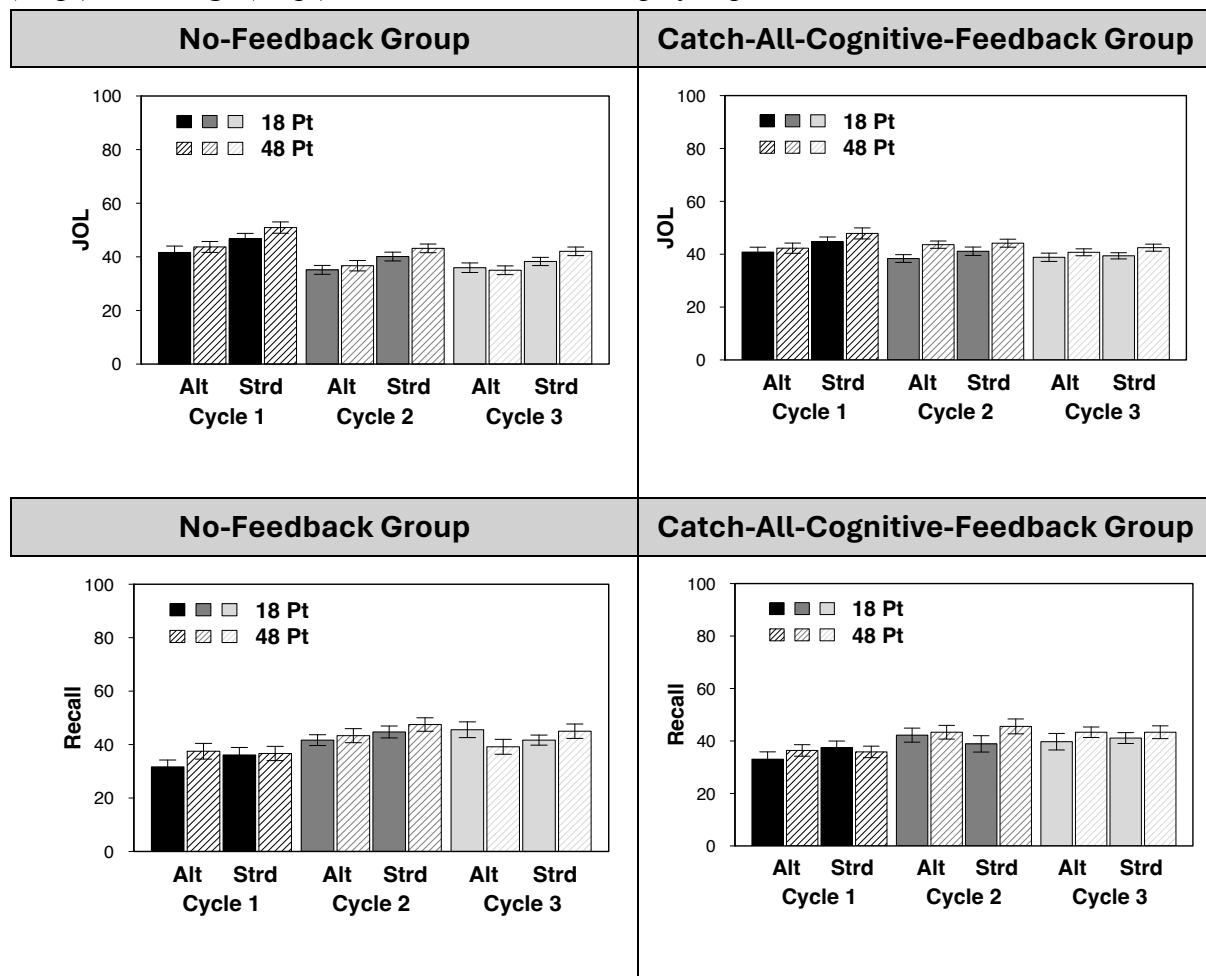 No-Feedback Group
Catch-All-Cognitive-Feedback Group
100
80
60
40
20
0
JOL
18 Pt
48 Pt
Alt Strd Alt Strd Alt Strd
Cycle 1 Cycle 2 Cycle 3
100
80
60
40
20
0
JOL
18 Pt
48 Pt
Alt Strd Alt Strd Alt Strd
Cycle 1 Cycle 2 Cycle 3
No-Feedback Group
Catch-All-Cognitive-Feedback Group
100
80
60
40
20
0
Recall
18 Pt
48 Pt
Alt Strd Alt Strd Alt Strd
Cycle 1 Cycle 2 Cycle 3
100
80
60
40
20
0
Recall
18 Pt
48 Pt
Alt Strd Alt Strd Alt Strd
Cycle 1 Cycle 2 Cycle 3